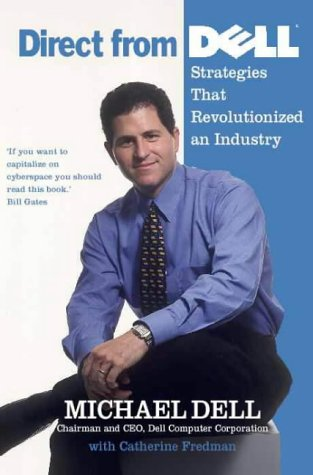 Direct from DELL
Strategies
That
Revolutionized
an Industry
'If you want to
capitalize on
cyberspace you should
read this book.'
Bill Gates
MICHAEL DELL
Chairman and CEO, Dell Computer Corporation
with Catherine Fredman